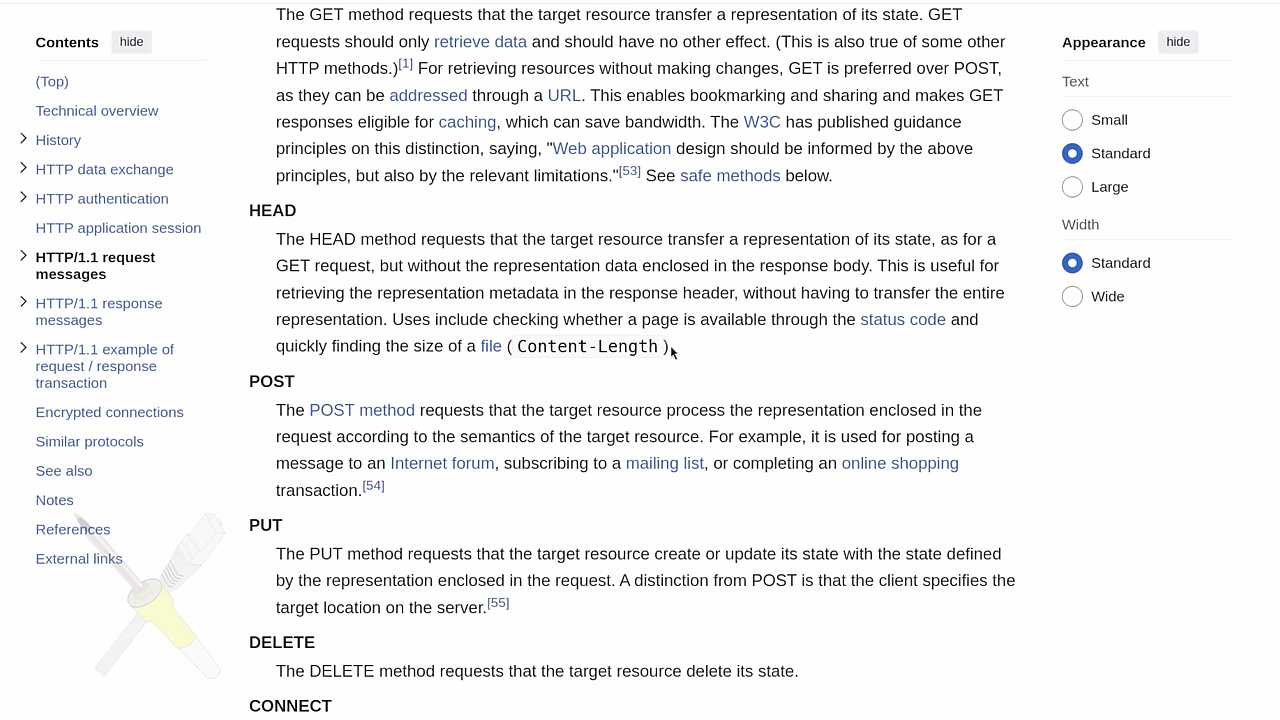 Contents hide
(Top)
Technical overview
History
HTTP data exchange
HTTP authentication
HTTP application session
HTTP/1.1 request
messages
HTTP/1.1 response
messages
HTTP/1.1 example of
request / response
transaction
Encrypted connections
Similar protocols
See also
Notes
References
External links
The GET method requests that the target resource transfer a representation of its state. GET
requests should only retrieve data and should have no other effect. (This is also true of some other
HTTP methods.)[1] For retrieving resources without making changes, GET is preferred over POST,
as they can be addressed through a URL. This enables bookmarking and sharing and makes GET
responses eligible for caching, which can save bandwidth. The W3C has published guidance
principles on this distinction, saying, "Web application design should be informed by the above
principles, but also by the relevant limitations."[53] See safe methods below.
HEAD
The HEAD method requests that the target resource transfer a representation of its state, as for a
GET request, but without the representation data enclosed in the response body. This is useful for
retrieving the representation metadata in the response header, without having to transfer the entire
representation. Uses include checking whether a page is available through the status code and
quickly finding the size of a file (Content-Length).
POST
The POST method requests that the target resource process the representation enclosed in the
request according to the semantics of the target resource. For example, it is used for posting a
message to an Internet forum, subscribing to a mailing list, or completing an online shopping
transaction.[54]
PUT
The PUT method requests that the target resource create or update its state with the state defined
by the representation enclosed in the request. A distinction from POST is that the client specifies the
target location on the server.[55]
DELETE
The DELETE method requests that the target resource delete its state.
CONNECT
Appearance hide
Text
Small
Standard
Large
Width
Standard
Wide